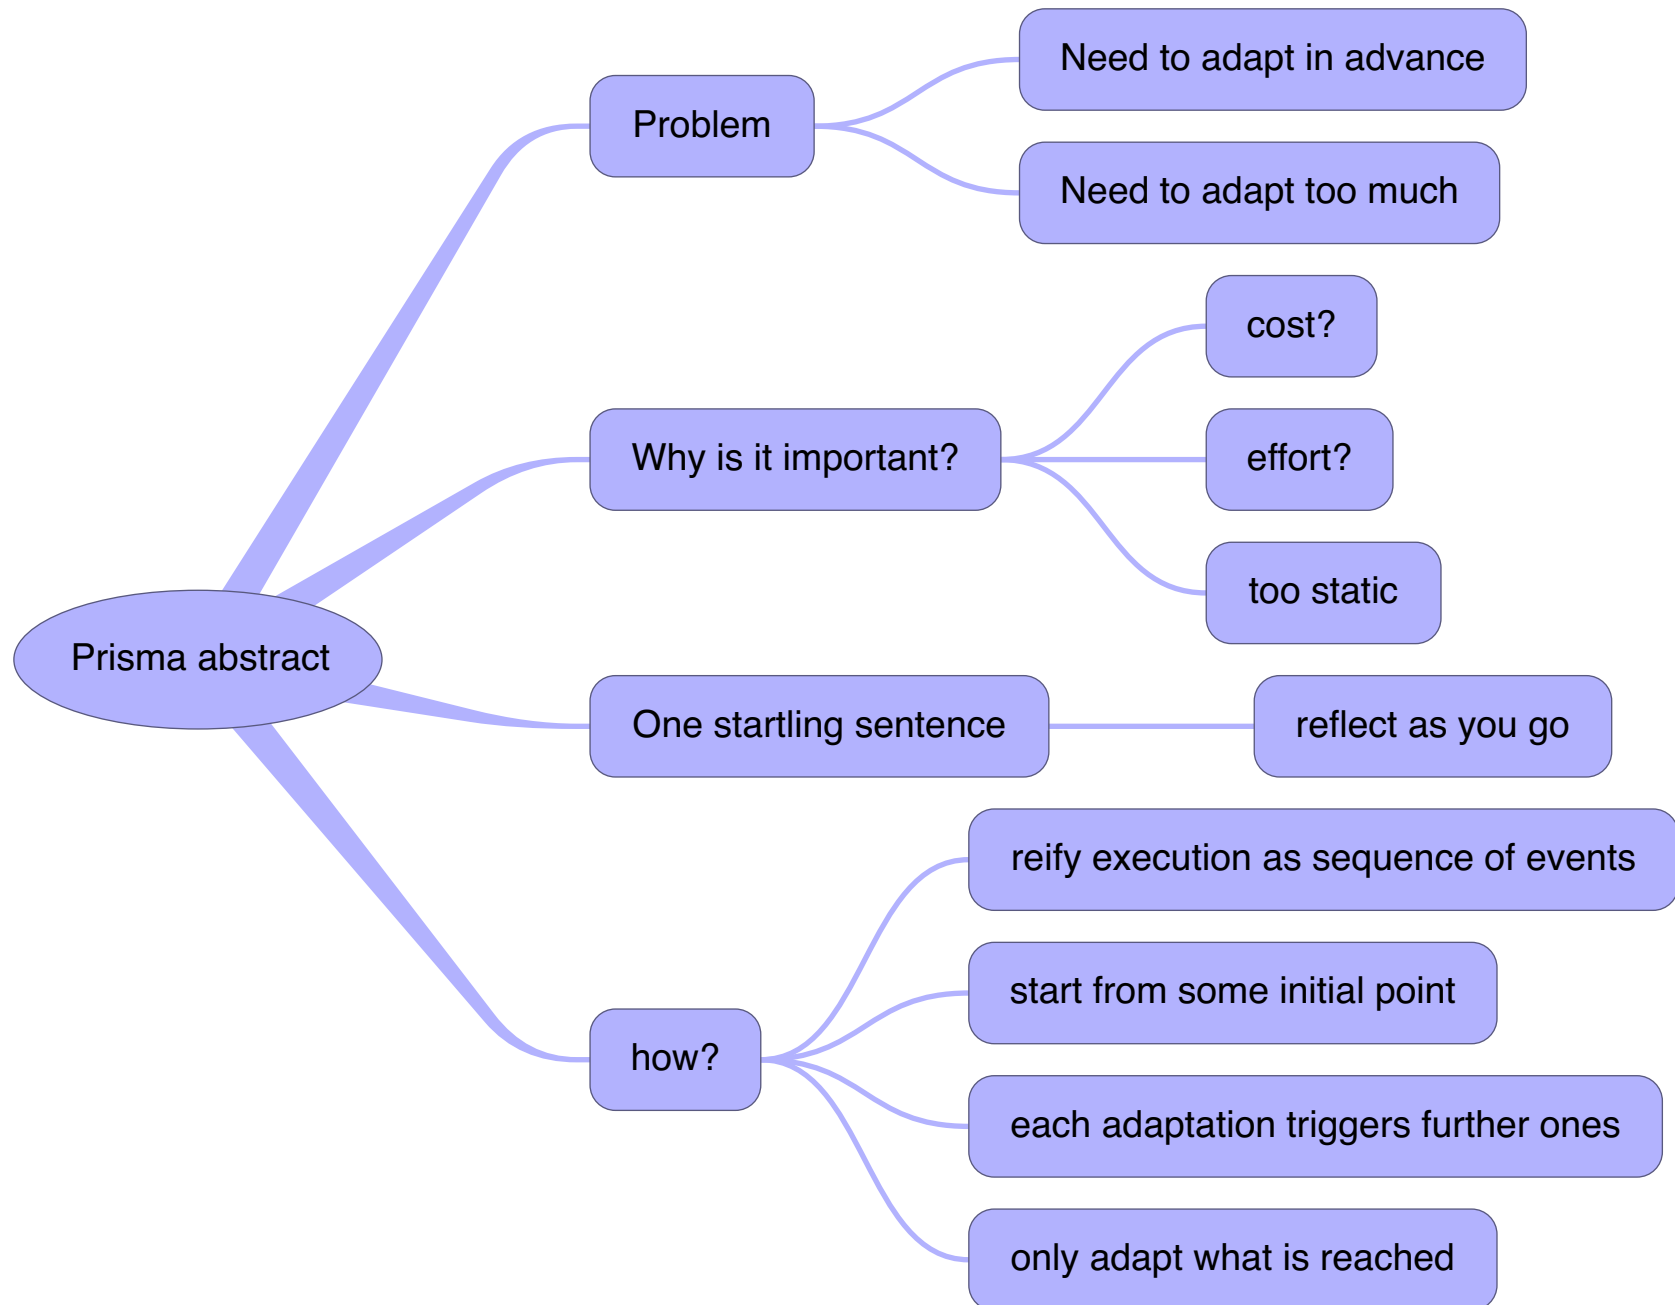 Prisma abstract
Problem
Need to adapt in advance
Need to adapt too much
Why is it important?
cost?
effort?
too static
One startling sentence
reflect as you go
how?
reify execution as sequence of events
start from some initial point
each adaptation triggers further ones
only adapt what is reached